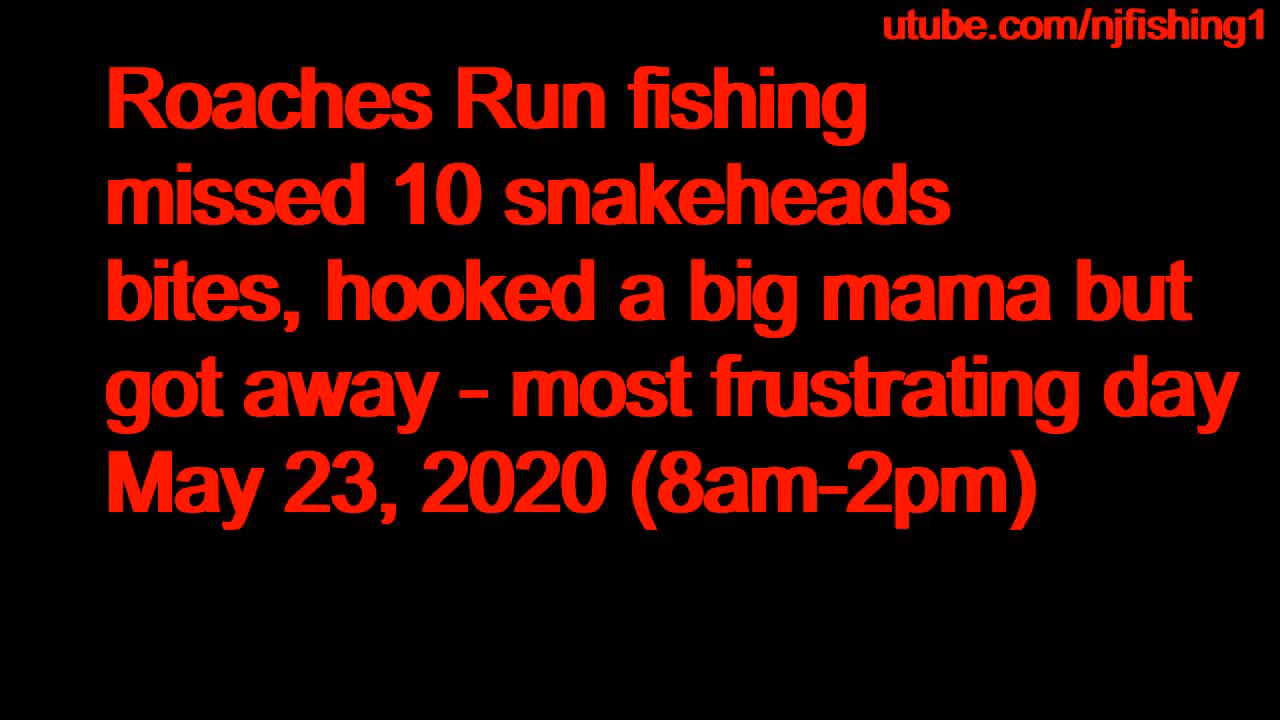 utube.com/njfishing1
Roaches Run fishing
missed 10 snakeheads
bites, hooked a big mama but
got away - most frustrating day
May 23, 2020 (8am-2pm)